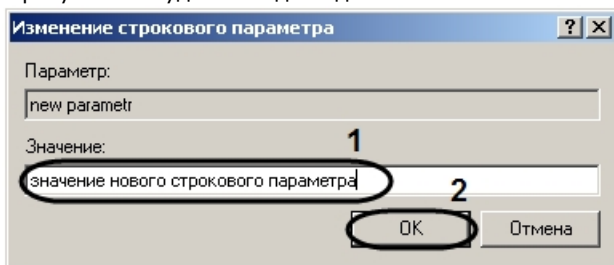 Изменение строкового параметра
Параметр:
new parametr
Значение:
1
значение нового строкового параметра
2
OK
Отмена